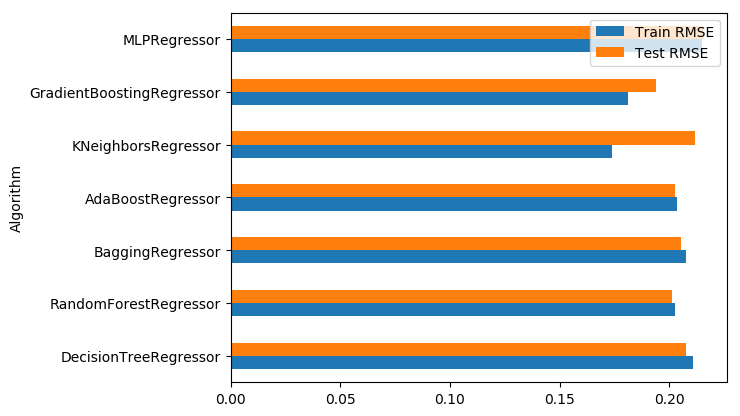 MLPRegressor
GradientBoostingRegressor
KNeighborsRegressor
AdaBoostRegressor
BaggingRegressor
RandomForestRegressor
DecisionTreeRegressor
Algorithm
Train RMSE
Test RMSE
0.00 0.05 0.10 0.15 0.20